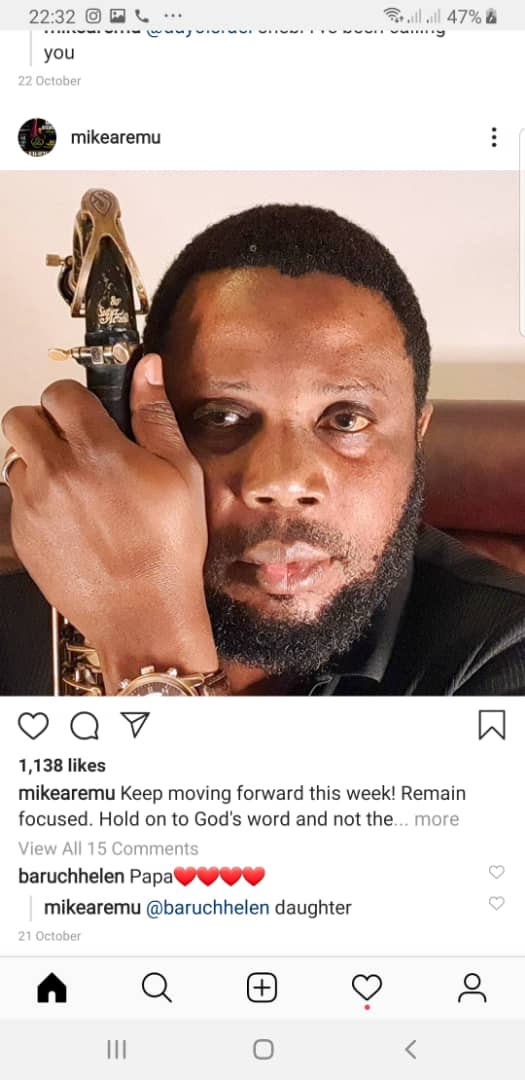 22:32
47%
you
22 October
mikearemu
1,138 likes
mikearemu Keep moving forward this week! Remain
focused. Hold on to God's word and not the... more
View All 15 Comments
baruchhelen Papa❤️❤️❤️❤️
mikearemu @baruchhelen daughter
21 October